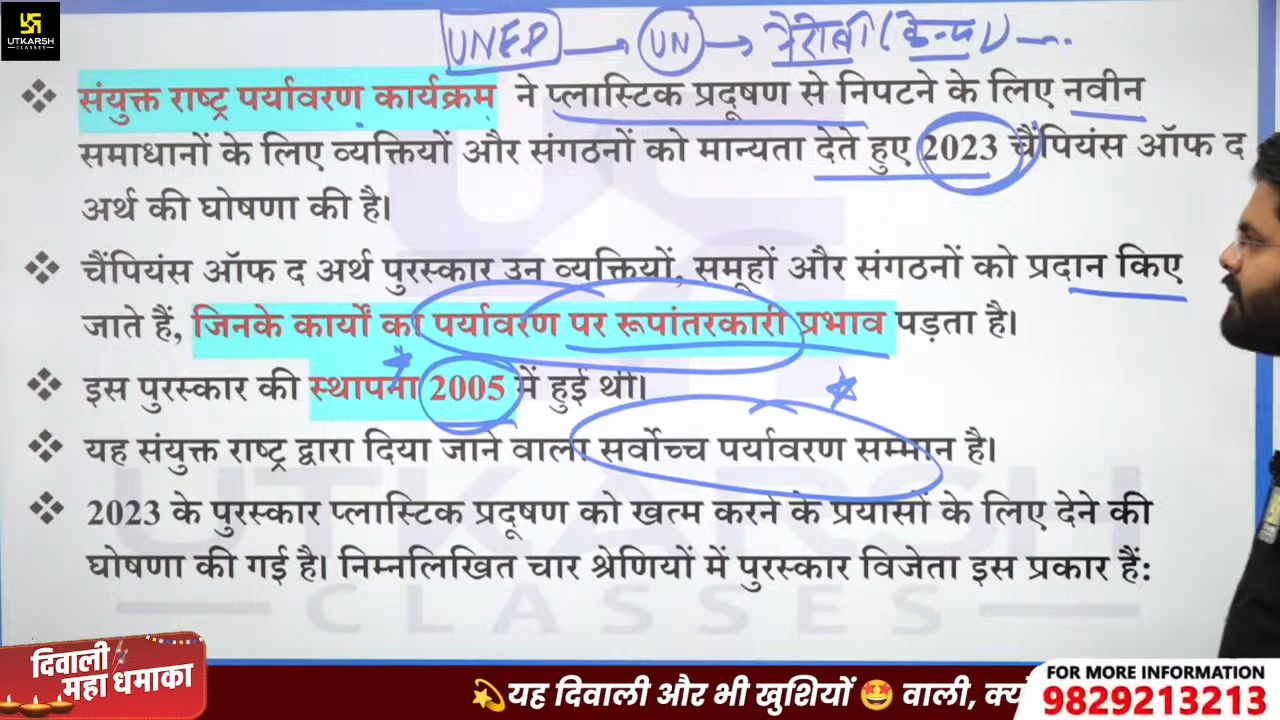 UTKARSH
CLASSES
UNEP → UN → नैरोबी (केन्या)
संयुक्त राष्ट्र पर्यावरण कार्यक्रम ने प्लास्टिक प्रदूषण से निपटने के लिए नवीन
समाधानों के लिए व्यक्तियों और संगठनों को मान्यता देते हुए 2023 चैंपियंस ऑफ द
अर्थ की घोषणा की है।
चैंपियंस ऑफ द अर्थ पुरस्कार उन व्यक्तियों, समूहों और संगठनों को प्रदान किए
जाते हैं, जिनके कार्यों का पर्यावरण पर रूपांतरकारी प्रभाव पड़ता है।
इस पुरस्कार की स्थापना 2005 में हुई थी।
यह संयुक्त राष्ट्र द्वारा दिया जाने वाला सर्वोच्च पर्यावरण सम्मान है।
2023 के पुरस्कार प्लास्टिक प्रदूषण को खत्म करने के प्रयासों के लिए देने की
घोषणा की गई है। निम्नलिखित चार श्रेणियों में पुरस्कार विजेता इस प्रकार हैं:
UTKARSH
CLASSES
दिवाली
महा धमाका
यह दिवाली और भी खुशियों 🤩 वाली,
FOR MORE INFORMATION
9829213213